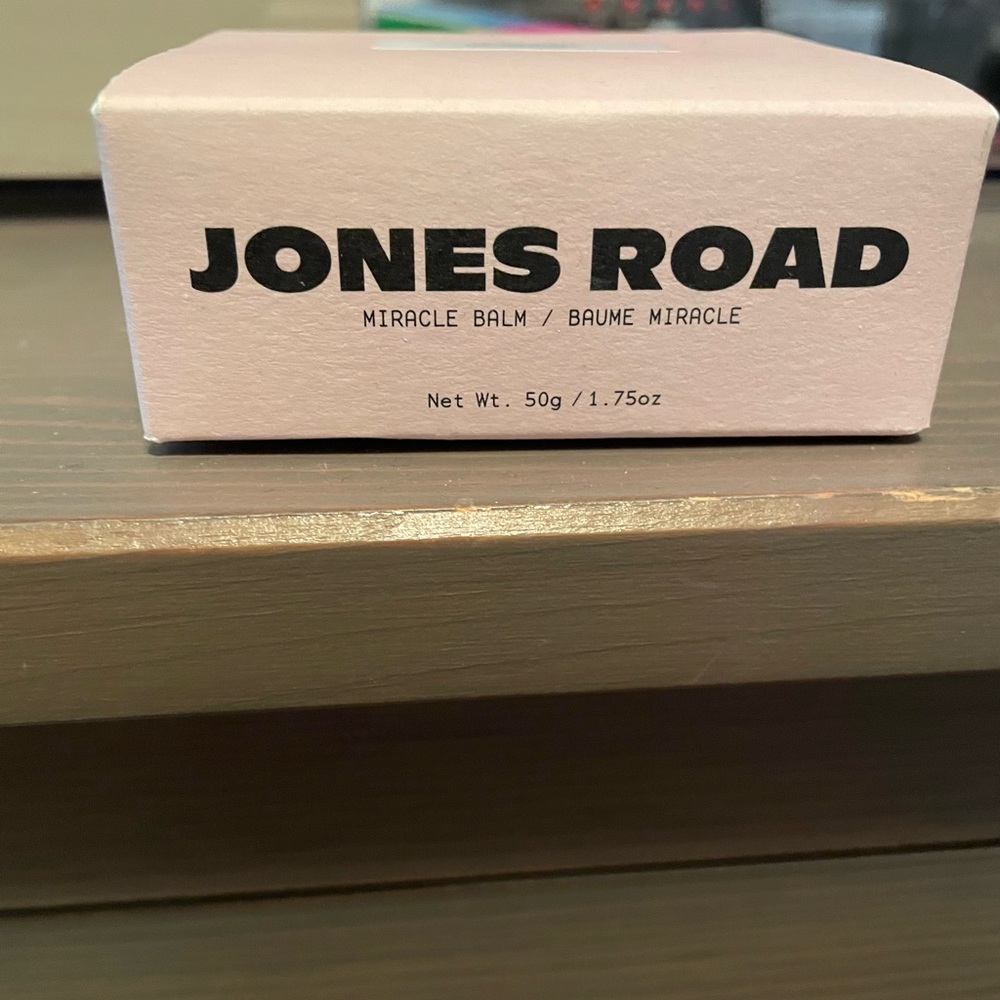 JONES ROAD
MIRACLE BALM / BAUME MIRACLE
Net Wt. 50g / 1.75oz